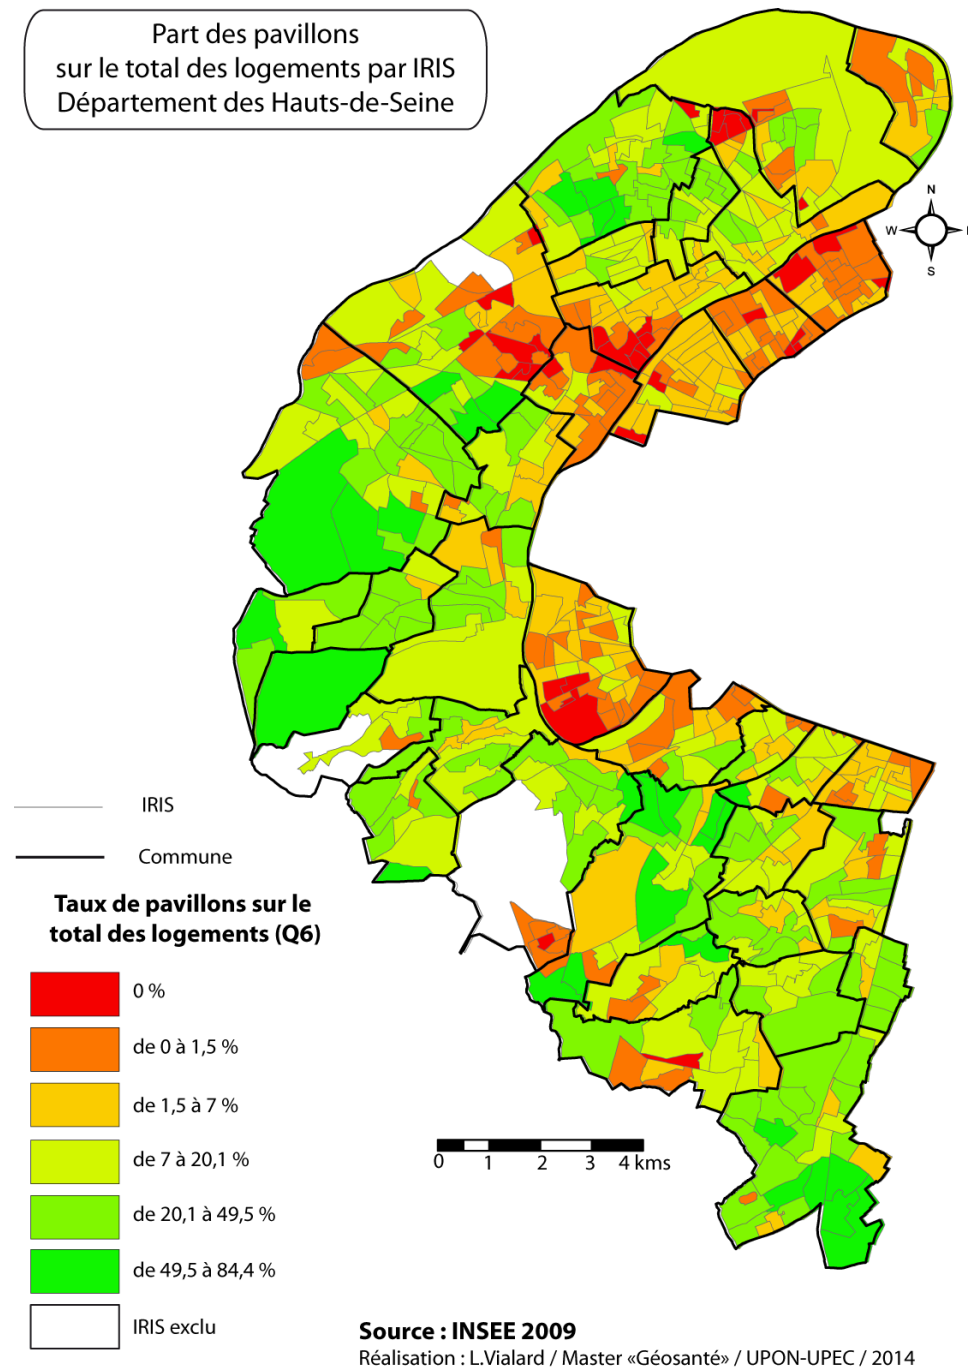 Part des pavillons
sur le total des logements par IRIS
Département des Hauts-de-Seine
N
W
S
IRIS
Commune
Taux de pavillons sur le
total des logements (Q6)
0 %
de 0 à 1,5 %
de 1,5 à 7 %
de 7 à 20,1 %
de 20,1 à 49,5 %
de 49,5 à 84,4 %
IRIS exclu
0 1 2 3 4 kms
Source : INSEE 2009
Réalisation : L.Vialard / Master «Géosanté» / UPON-UPEC / 2014